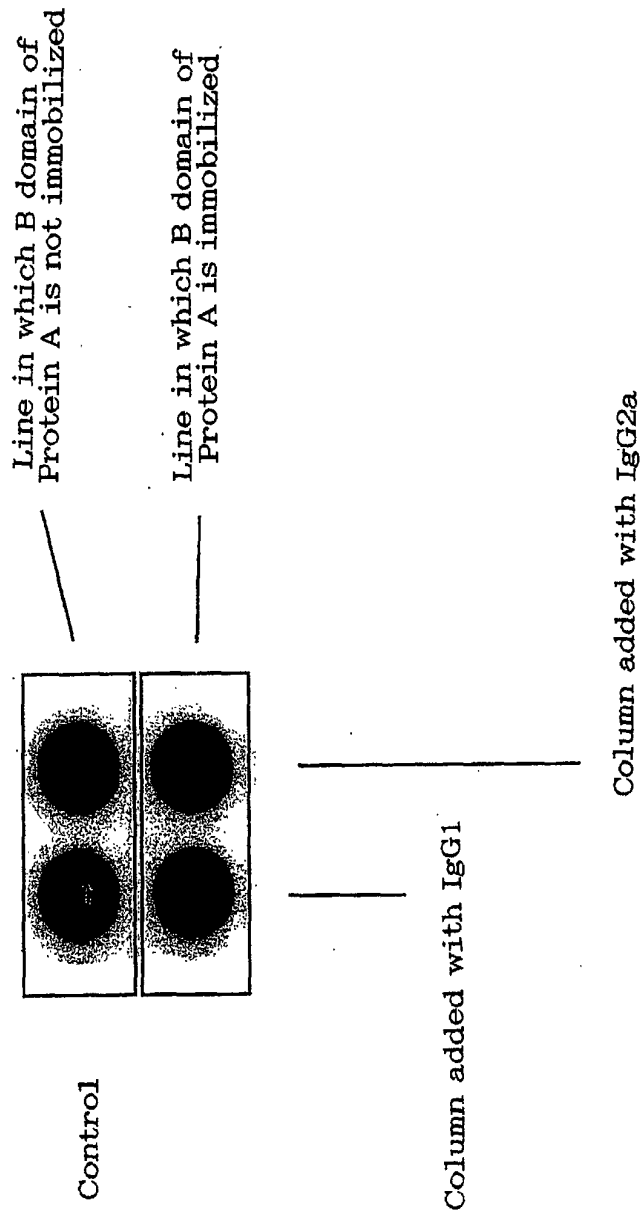 Line in which B domain of
Protein A is not immobilized
Line in which B domain of
Protein A is immobilized
Control
Column added with IgG1
Column added with IgG2a